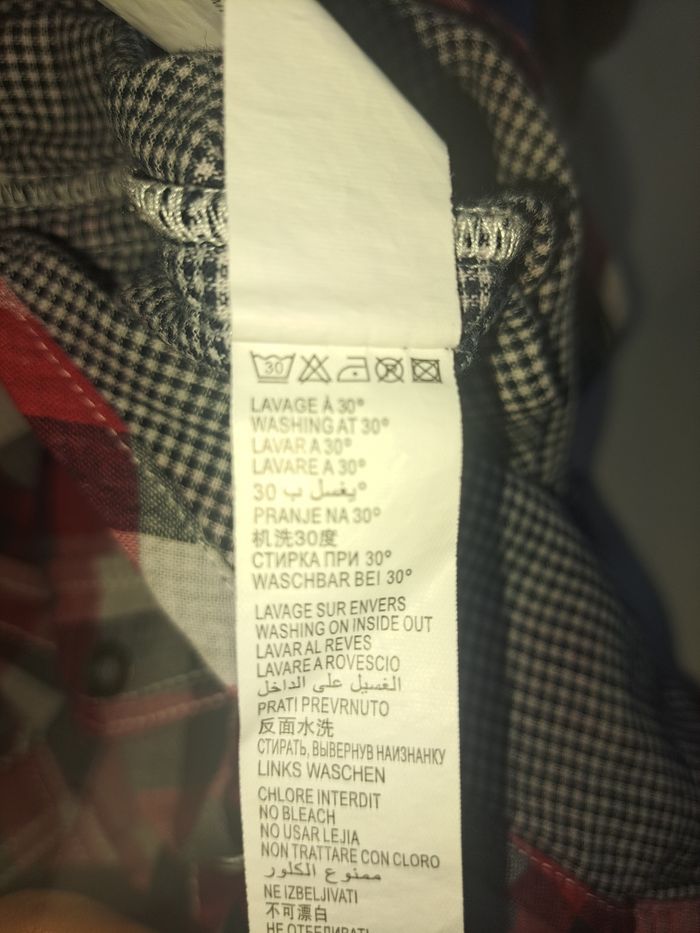 30
LAVAGE À 30°
WASHING AT 30°
LAVAR A 30°
LAVARE A 30°
يغسل ب 30°
PRANJE NA 30°
机洗30度
СТИРКА ПРИ 30°
WASCHBAR BEI 30°
LAVAGE SUR ENVERS
WASHING ON INSIDE OUT
LAVAR AL REVES
LAVARE A ROVESCIO
الغسيل على الداخل
PRATI PREVRNUTO
反面水洗
СТИРАТЬ, ВЫВЕРНУВ НАИЗНАНКУ
LINKS WASCHEN
CHLORE INTERDIT
NO BLEACH
NO USAR LEJIA
NON TRATTARE CON CLORO
ممنوع الكلور
NE IZBELJIVATI
不可漂白
НЕ ОТБЕЛИВАТЬ